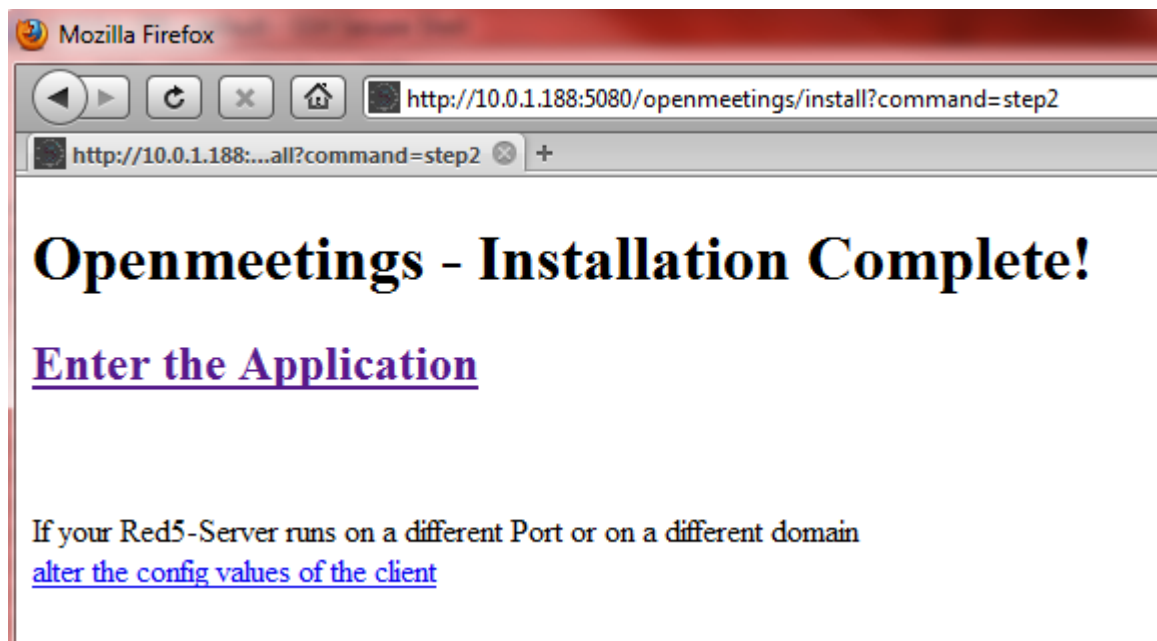 Mozilla Firefox
http://10.0.1.188:5080/openmeetings/install?command=step2
http://10.0.1.188:...all?command=step2
Openmeetings - Installation Complete!
Enter the Application
If your Red5-Server runs on a different Port or on a different domain
alter the config values of the client